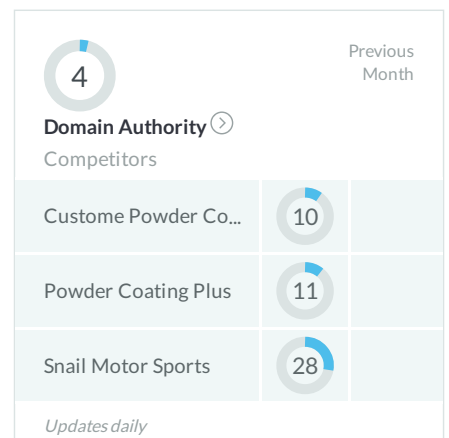 4
Previous
Month
Domain Authority
Competitors
Custome Powder Co...
10
Powder Coating Plus
11
Snail Motor Sports
28
Updates daily